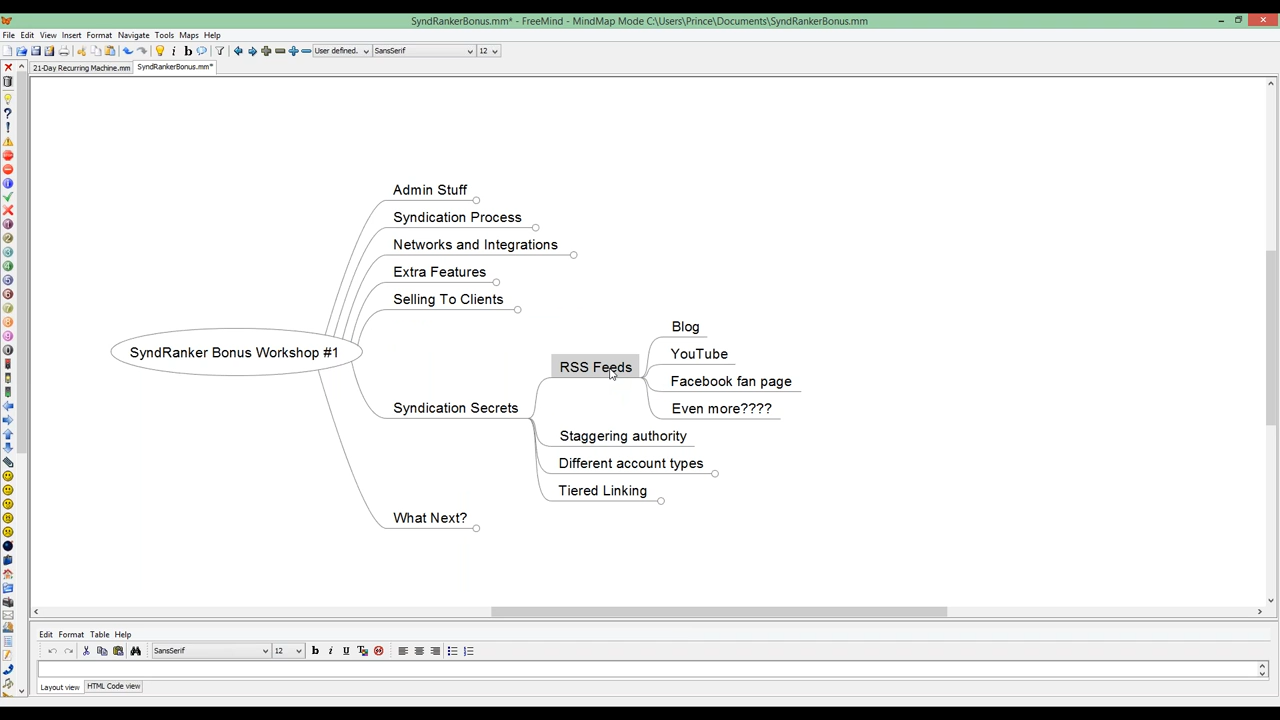 SyndRankerBonus.mm* - FreeMind - MindMap Mode C:\Users\Prince\Documents\SyndRankerBonus.mm
File Edit View Insert Format Navigate Tools Maps Help
User defined. SansSerif 12
21-Day Recurring Machine.mm SyndRankerBonus.mm*
Admin Stuff
Syndication Process
Networks and Integrations
Extra Features
Selling To Clients
SyndRanker Bonus Workshop #1
Syndication Secrets
RSS Feeds
Blog
YouTube
Facebook fan page
Even more????
Staggering authority
Different account types
Tiered Linking
What Next?
Edit Format Table Help
SansSerif 12
Layout view HTML Code view